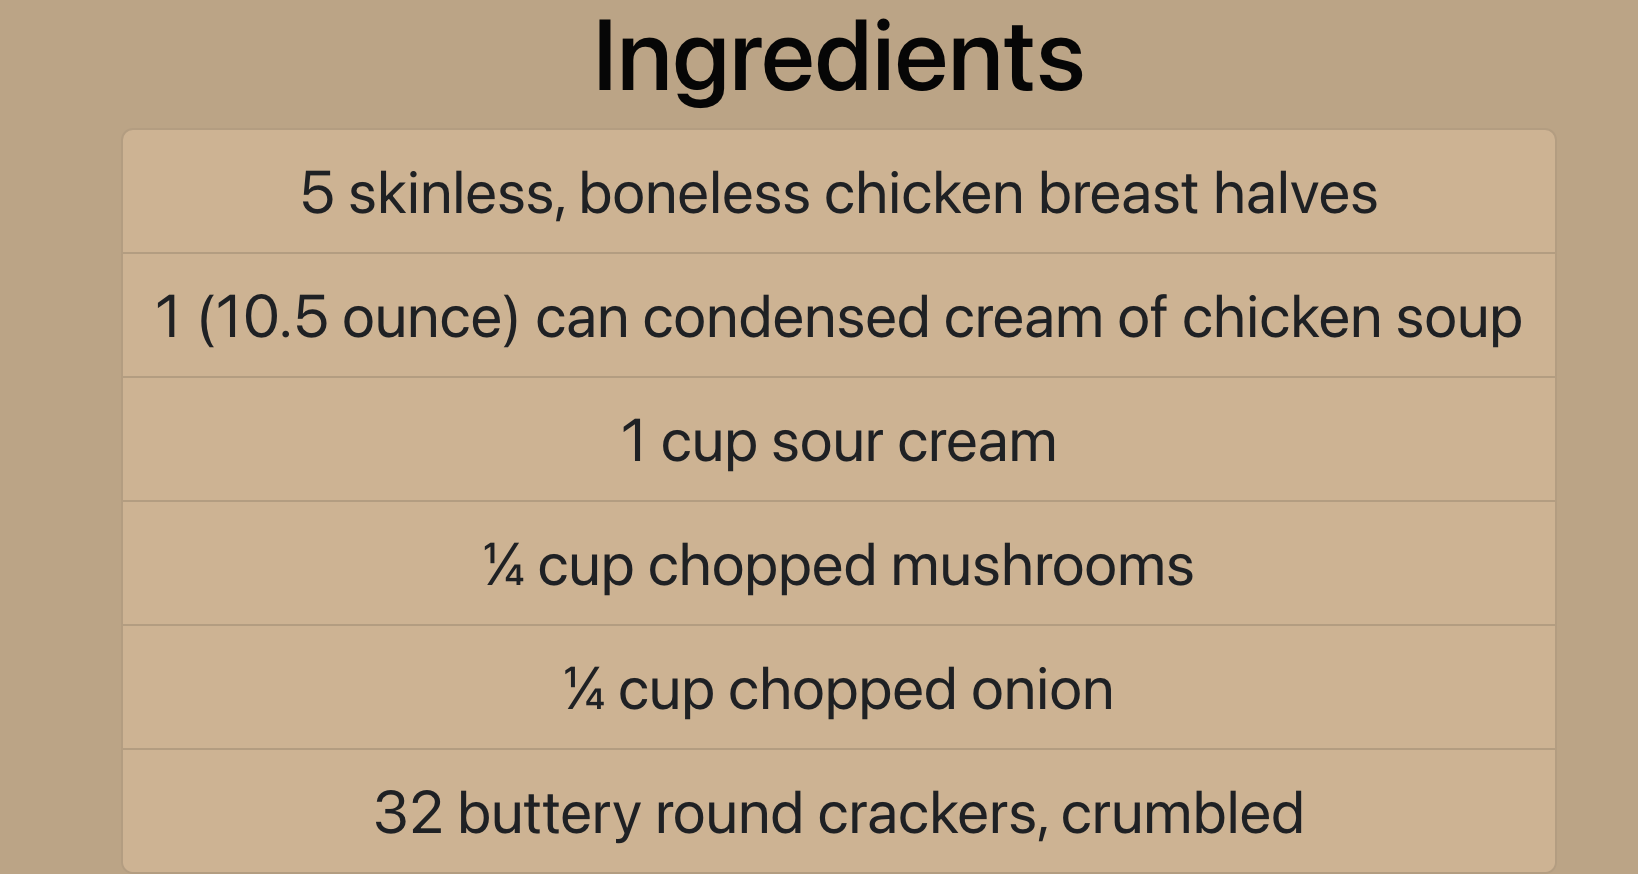 Ingredients
5 skinless, boneless chicken breast halves
1 (10.5 ounce) can condensed cream of chicken soup
1 cup sour cream
¼ cup chopped mushrooms
¼ cup chopped onion
32 buttery round crackers, crumbled